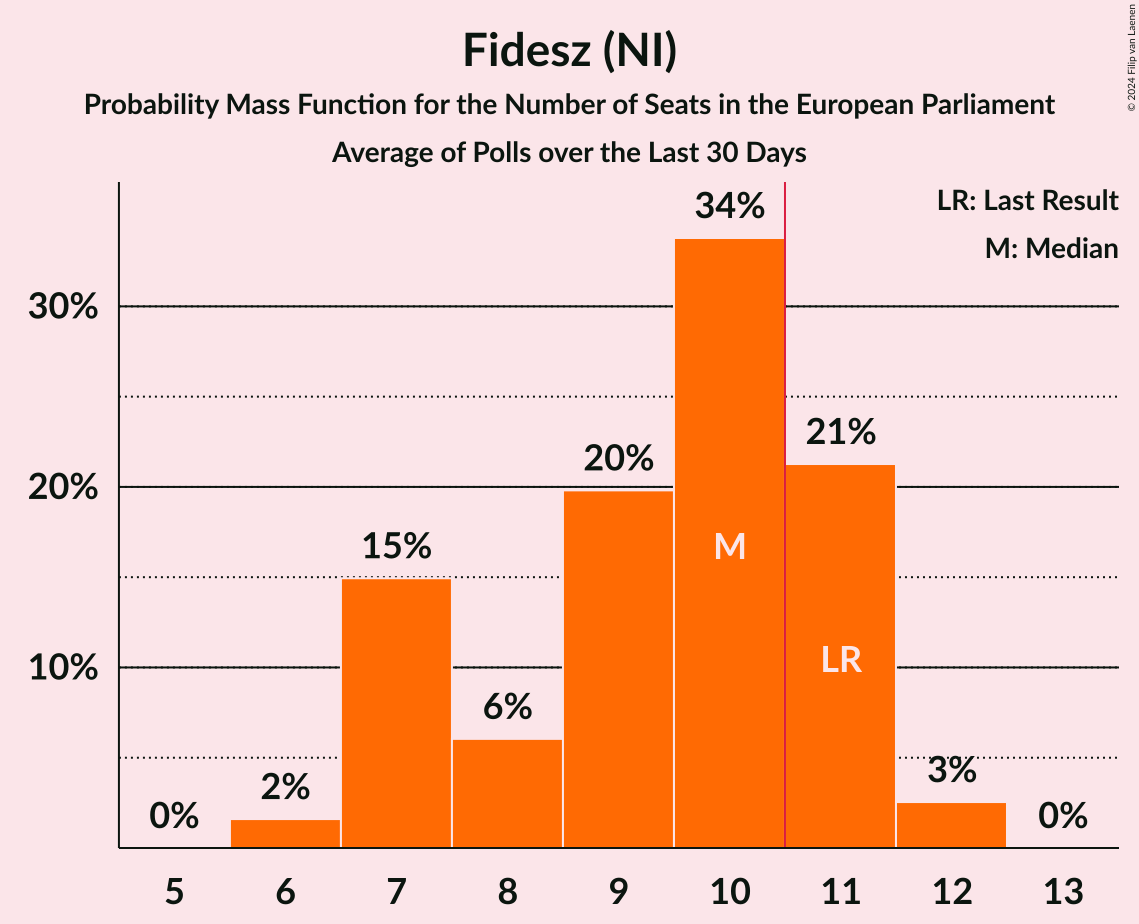 Fidesz (NI)
Probability Mass Function for the Number of Seats in the European Parliament
Average of Polls over the Last 30 Days
© 2024 Filip van Laenen
LR: Last Result
M: Median
34%
30%
21%
20%
20%
15%
M
LR
10%
6%
3%
2%
0%
0%
5 6 7 8 9 10 11 12 13